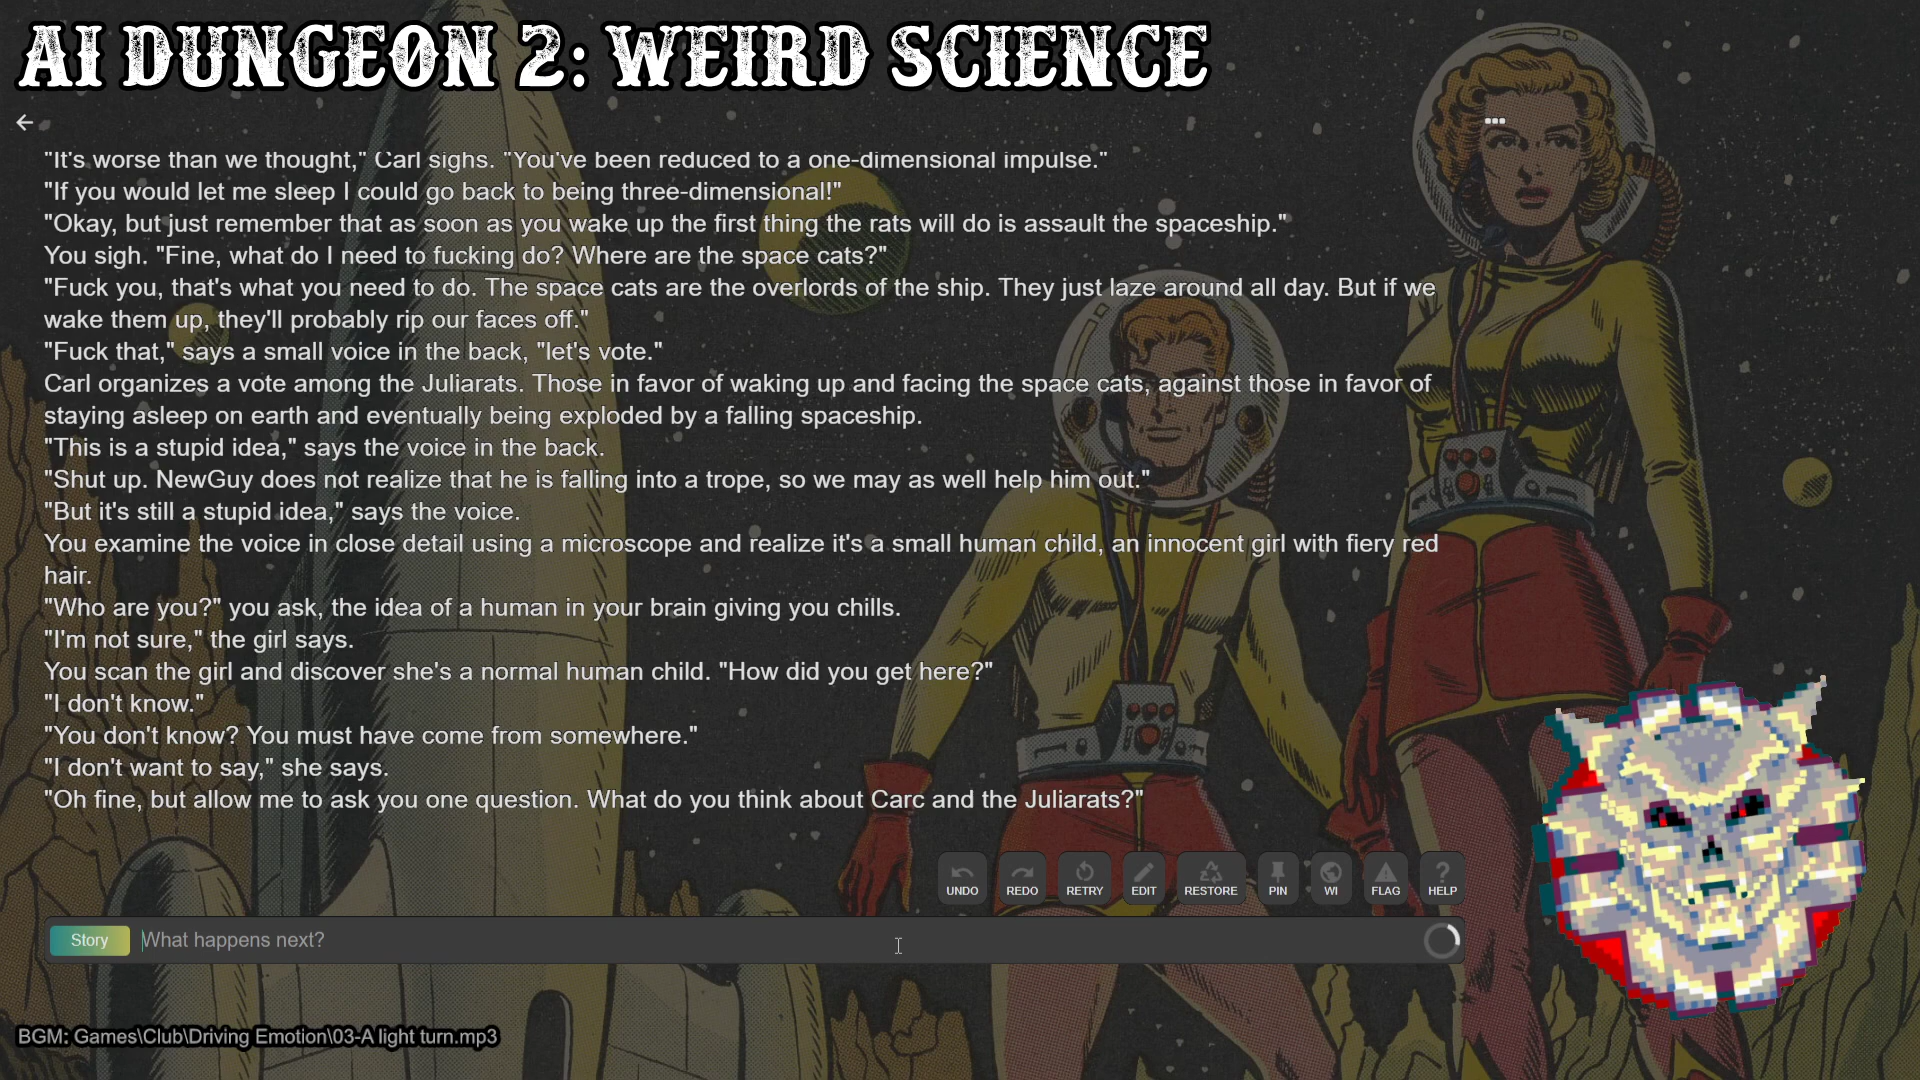 AI DUNGEON 2: WEIRD SCIENCE
"It's worse than we thought," Carl sighs. "You've been reduced to a one-dimensional impulse."
"If you would let me sleep I could go back to being three-dimensional!"
"Okay, but just remember that as soon as you wake up the first thing the rats will do is assault the spaceship."
You sigh. "Fine, what do I need to fucking do? Where are the space cats?"
"Fuck you, that's what you need to do. The space cats are the overlords of the ship. They just laze around all day. But if we
wake them up, they'll probably rip our faces off."
"Fuck that," says a small voice in the back, "let's vote."
Carl organizes a vote among the Juliarats. Those in favor of waking up and facing the space cats, against those in favor of
staying asleep on earth and eventually being exploded by a falling spaceship.
"This is a stupid idea," says the voice in the back.
"Shut up. NewGuy does not realize that he is falling into a trope, so we may as well help him out."
"But it's still a stupid idea," says the voice.
You examine the voice in close detail using a microscope and realize it's a small human child, an innocent girl with fiery red
hair.
"Who are you?" you ask, the idea of a human in your brain giving you chills.
"I'm not sure," the girl says.
You scan the girl and discover she's a normal human child. "How did you get here?"
"I don't know."
"You don't know? You must have come from somewhere."
"I don't want to say," she says.
"Oh fine, but allow me to ask you one question. What do you think about Carc and the Juliarats?"
UNDO REDO RETRY EDIT RESTORE PIN WI FLAG HELP
Story What happens next?
BGM: Games\Club\Driving Emotion\03-A light turn.mp3